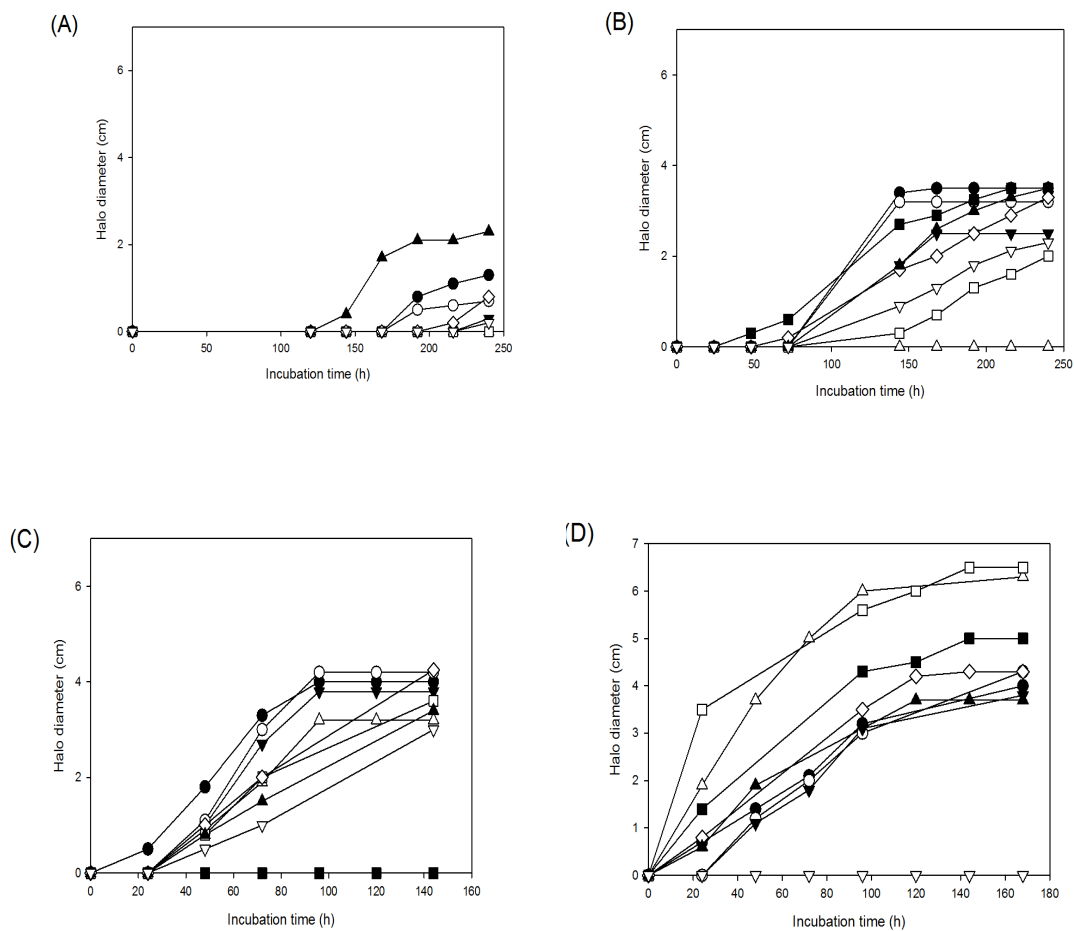 (A)
6
4
2
0
Halo diameter (cm)
0 50 100 150 200 250
Incubation time (h)
(B)
6
4
2
0
Halo diameter (cm)
0 50 100 150 200 250
Incubation time (h)
(C)
6
4
2
0
Halo diameter (cm)
0 20 40 60 80 100 120 140 160
Incubation time (h)
(D)
7
6
5
4
3
2
1
0
Halo diameter (cm)
0 20 40 60 80 100 120 140 160 180
Incubation time (h)